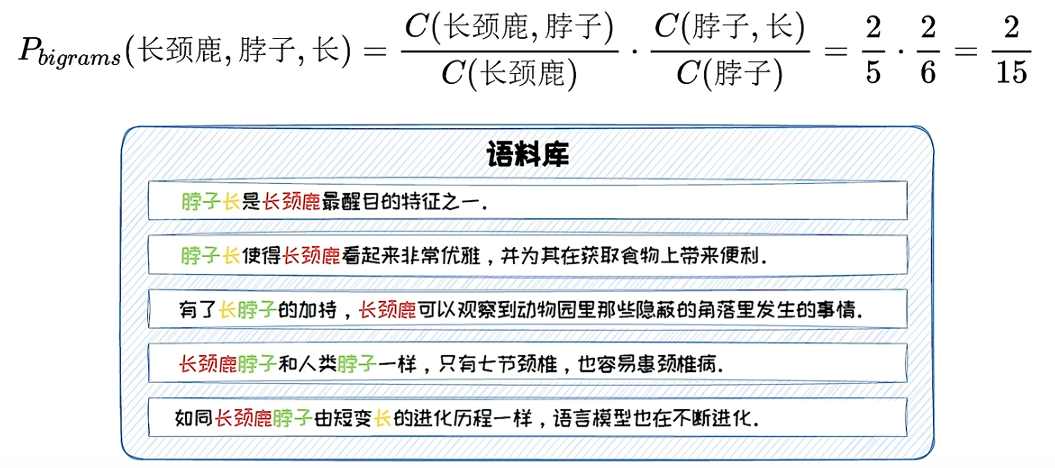 P_{bigrams}(长颈鹿, 脖子, 长) = \frac{C(长颈鹿, 脖子)}{C(长颈鹿)} \cdot \frac{C(脖子, 长)}{C(脖子)} = \frac{2}{5} \cdot \frac{2}{6} = \frac{2}{15}
语料库
脖子长是长颈鹿最醒目的特征之一.
脖子长使得长颈鹿看起来非常优雅，并为其在获取食物上带来便利.
有了长脖子的加持，长颈鹿可以观察到动物园里那些隐蔽的角落里发生的事情.
长颈鹿脖子和人类脖子一样，只有七节颈椎，也容易患颈椎病.
如同长颈鹿脖子由短变长的进化历程一样，语言模型也在不断进化.